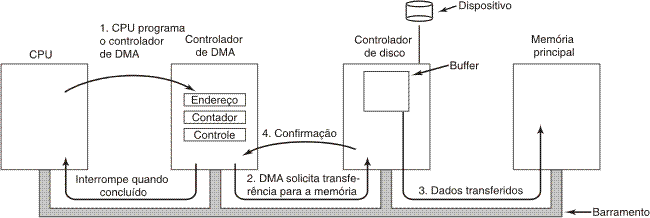 Dispositivo
1. CPU programa
o controlador
de DMA
Controlador
de DMA
Controlador
de disco
Memória
principal
CPU
Buffer
Endereço
Contador
Controle
4. Confirmação
Interrompe quando
concluído
2. DMA solicita transfe-
rência para a memória
3. Dados transferidos
Barramento